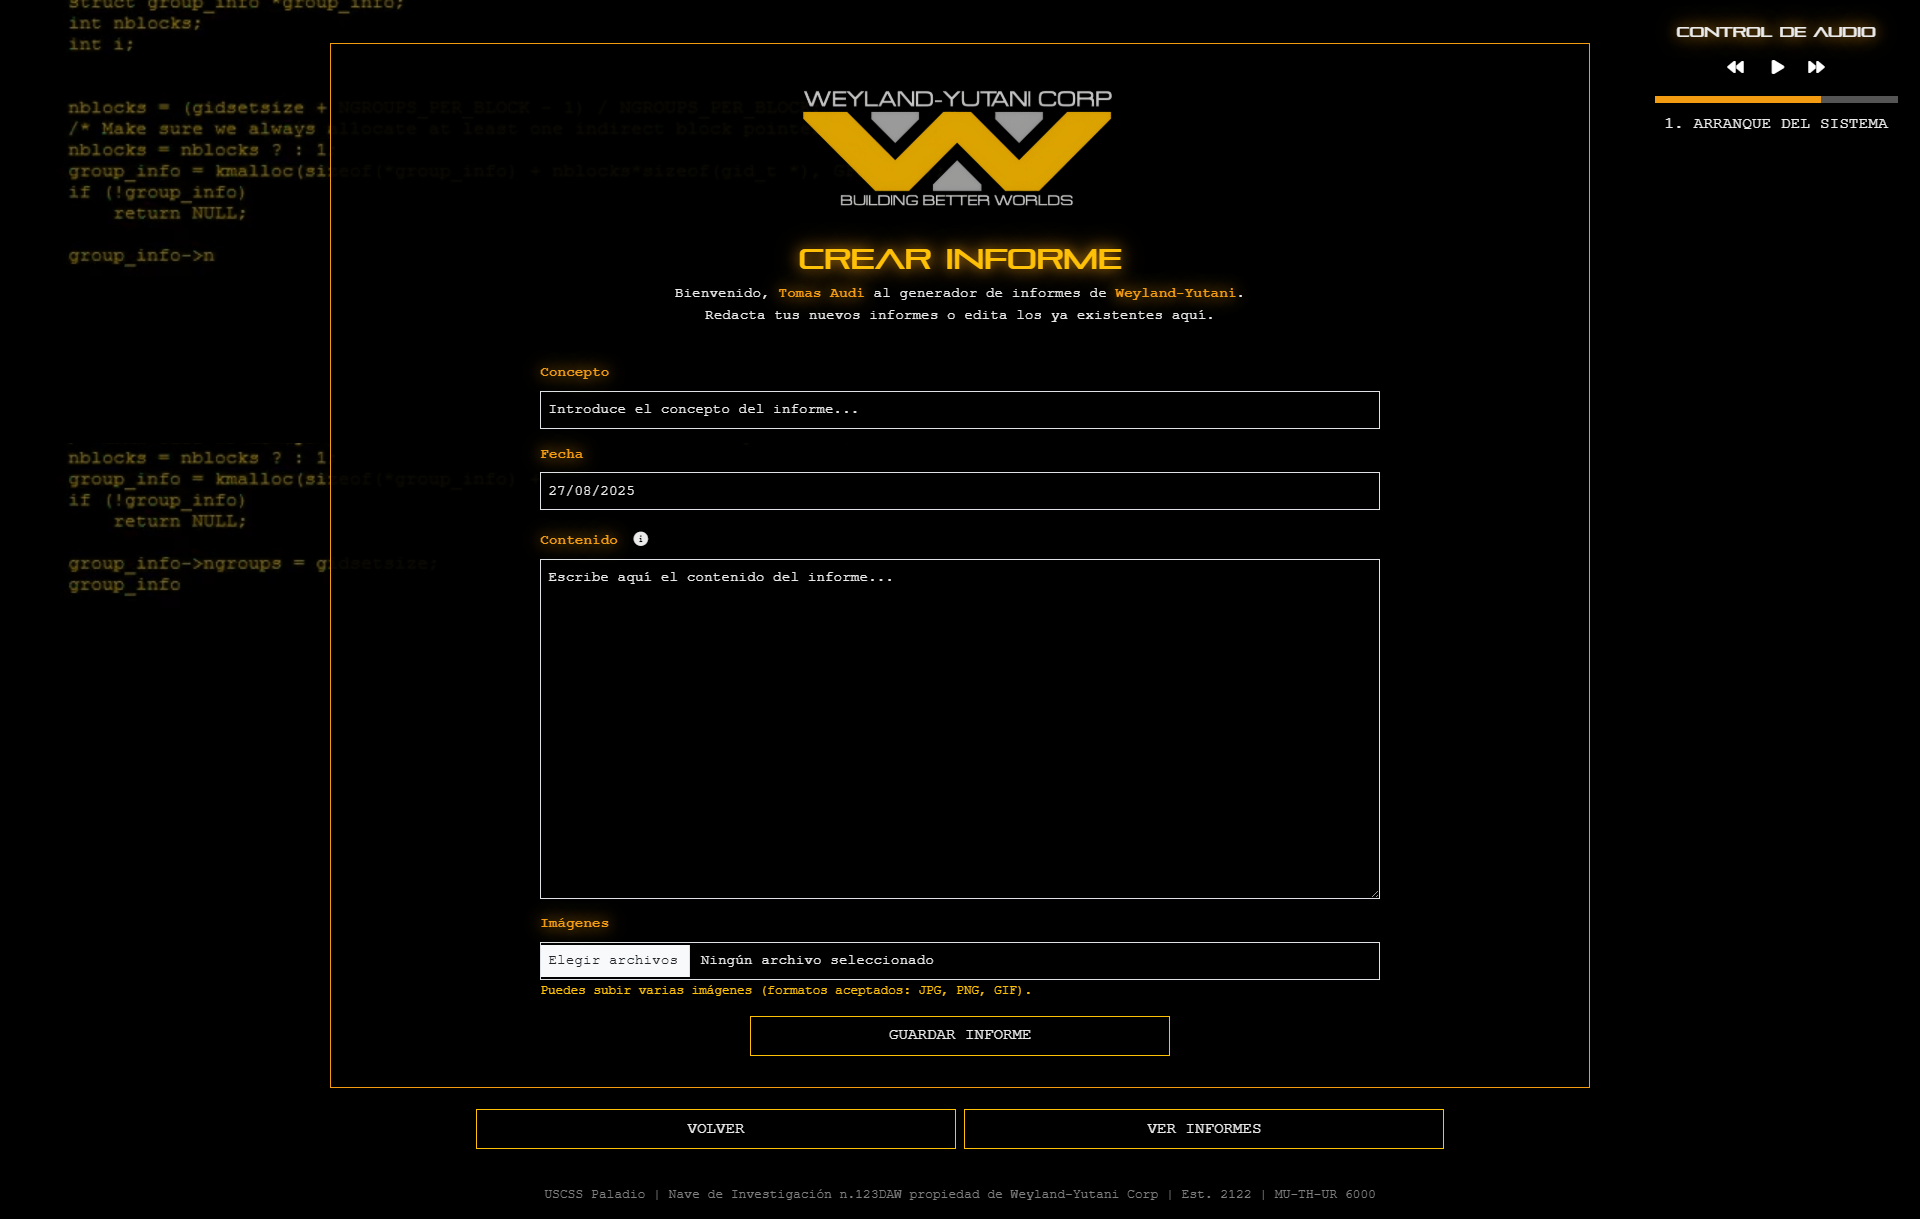 struct group_info *group_info;
int nblocks;
int i;
nblocks = (gidsetsize + NGROUPS_PER_BLOCK - 1) / NGROUPS_PER_BLOCK
/* Make sure we always allocate at least one indirect block pointer
nblocks = nblocks ? : 1
group_info = kmalloc(sizeof(*group_info) + nblocks*sizeof(gid_t *),
if (!group_info)
return NULL;
group_info->n
nblocks = nblocks ? : 1
group_info = kmalloc(sizeof(*group_info) +
if (!group_info)
return NULL;
group_info->ngroups = gidsetsize;
group_info
WEYLAND-YUTANI CORP
BUILDING BETTER WORLDS
CREAR INFORME
Bienvenido, Tomas Audi al generador de informes de Weyland-Yutani.
Redacta tus nuevos informes o edita los ya existentes aquí.
Concepto
Introduce el concepto del informe...
Fecha
27/08/2025
Contenido
Escribe aquí el contenido del informe...
Imágenes
Elegir archivos Ningún archivo seleccionado
Puedes subir varias imágenes (formatos aceptados: JPG, PNG, GIF).
GUARDAR INFORME
VOLVER
VER INFORMES
USCSS Paladio | Nave de Investigación n.123DAW propiedad de Weyland-Yutani Corp | Est. 2122 | MU-TH-UR 6000
CONTROL DE AUDIO
1. ARRANQUE DEL SISTEMA